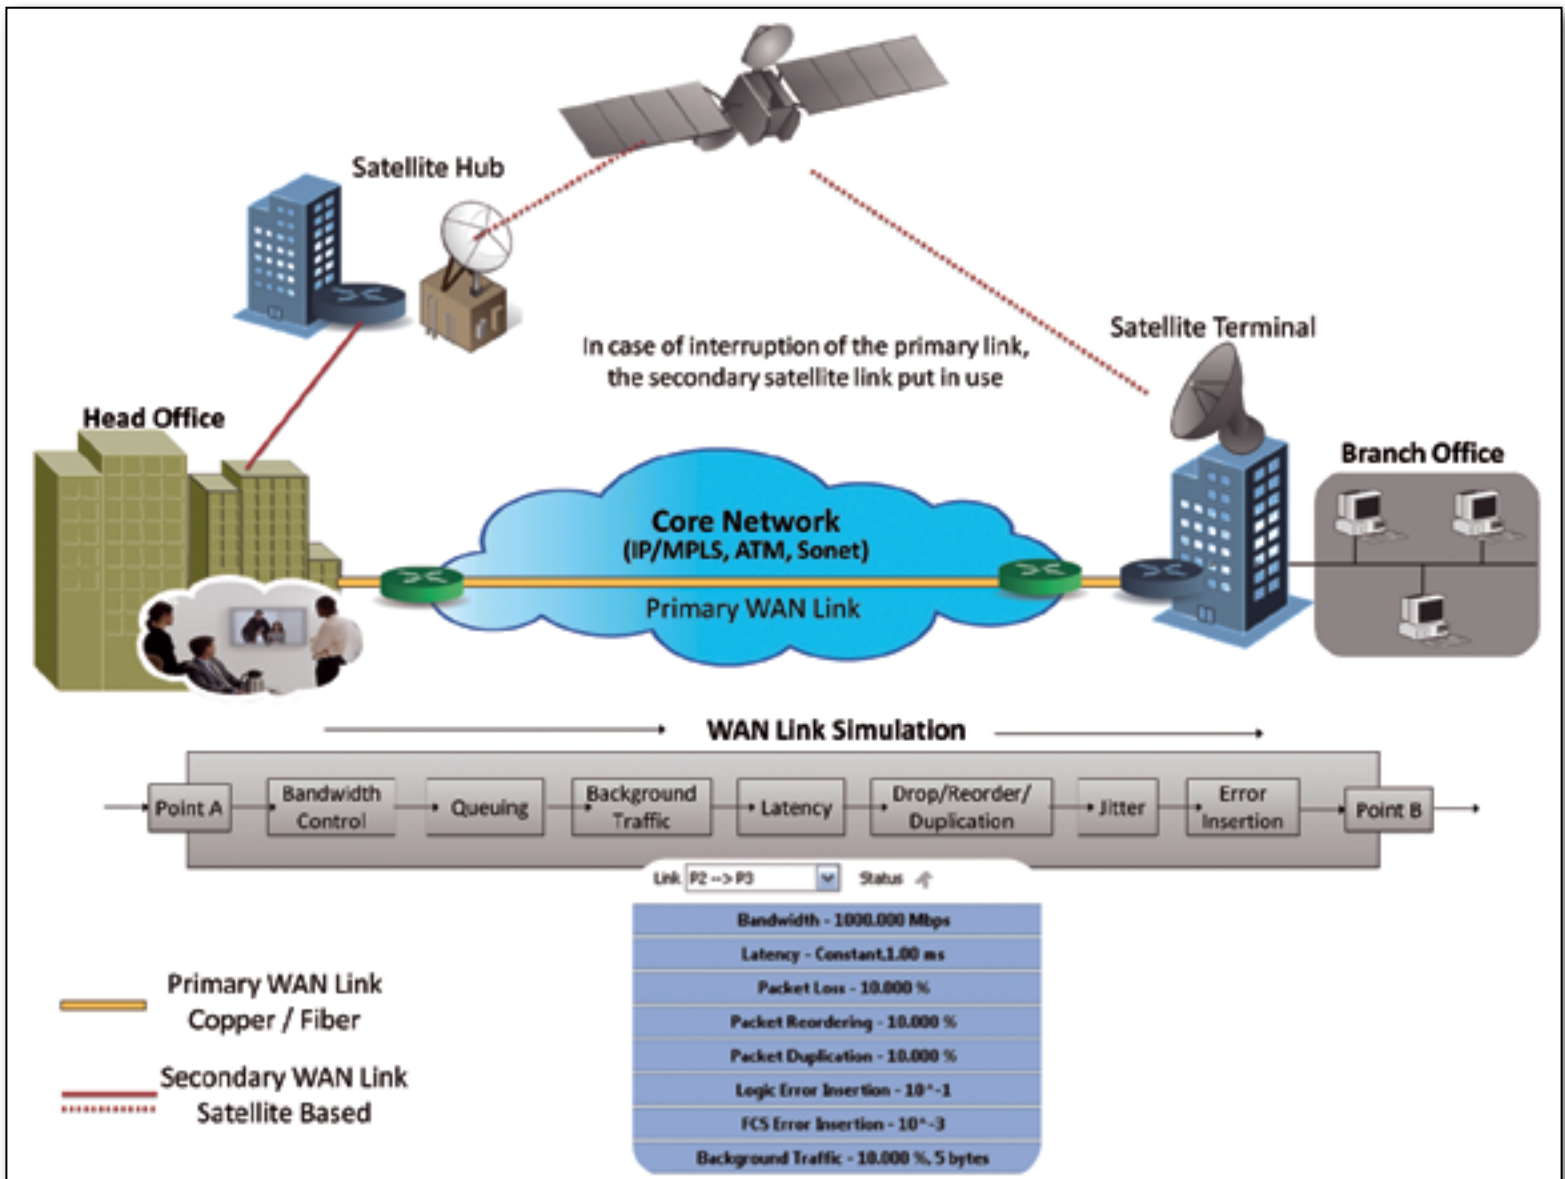 Satellite Hub
In case of interruption of the primary link,
the secondary satellite link put in use
Satellite Terminal
Head Office
Branch Office
Core Network
(IP/MPLS, ATM, Sonet)
Primary WAN Link
WAN Link Simulation
Point A
Bandwidth
Control
Queuing
Background
Traffic
Latency
Drop/Reorder/
Duplication
Jitter
Error
Insertion
Point B
Link P2 --> P3 Status
Bandwidth - 1000.000 Mbps
Latency - Constant,1.00 ms
Packet Loss - 10.000 %
Packet Reordering - 10.000 %
Packet Duplication - 10.000 %
Logic Error Insertion - 10^-1
FCS Error Insertion - 10^-3
Background Traffic - 10.000 %, 5 bytes
Primary WAN Link
Copper / Fiber
Secondary WAN Link
Satellite Based